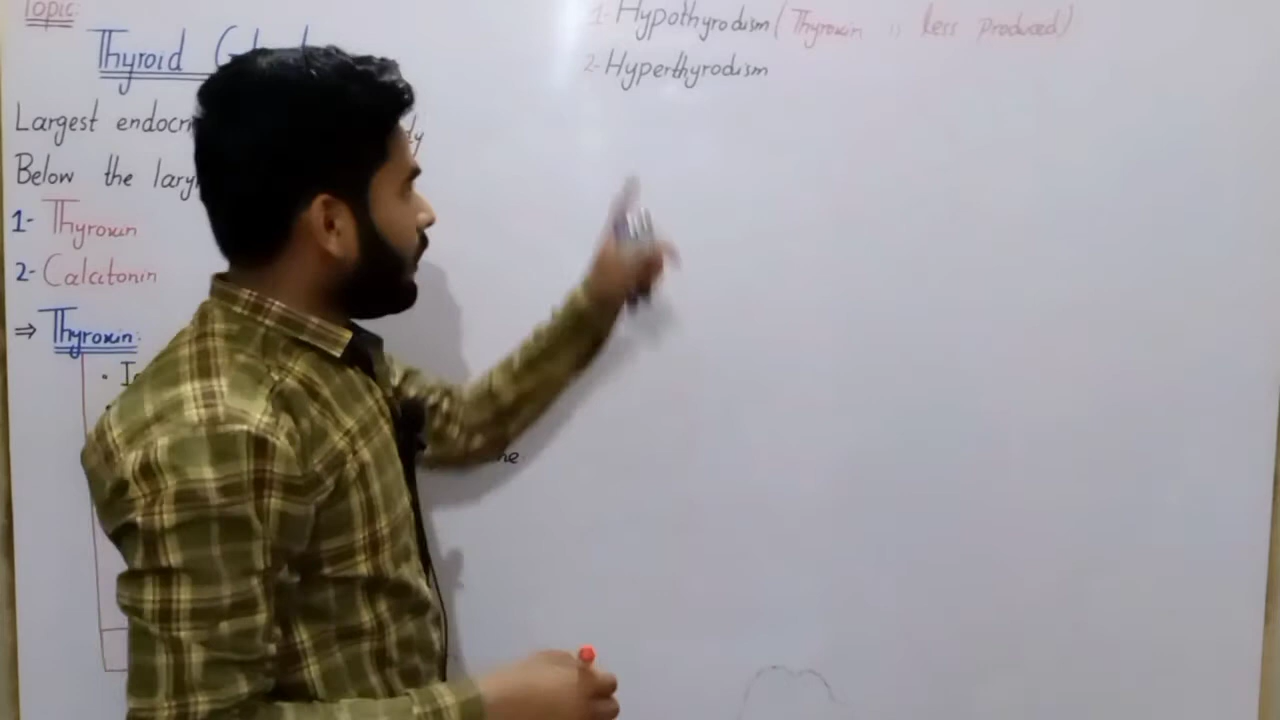 Topic:
Thyroid
Largest endocri
Below the lary
1- Thyroxin
2- Calcitonin
⇒ Thyroxin:
1- Hypothyrodism (Thyroxin is less produced)
2- Hyperthyrodism